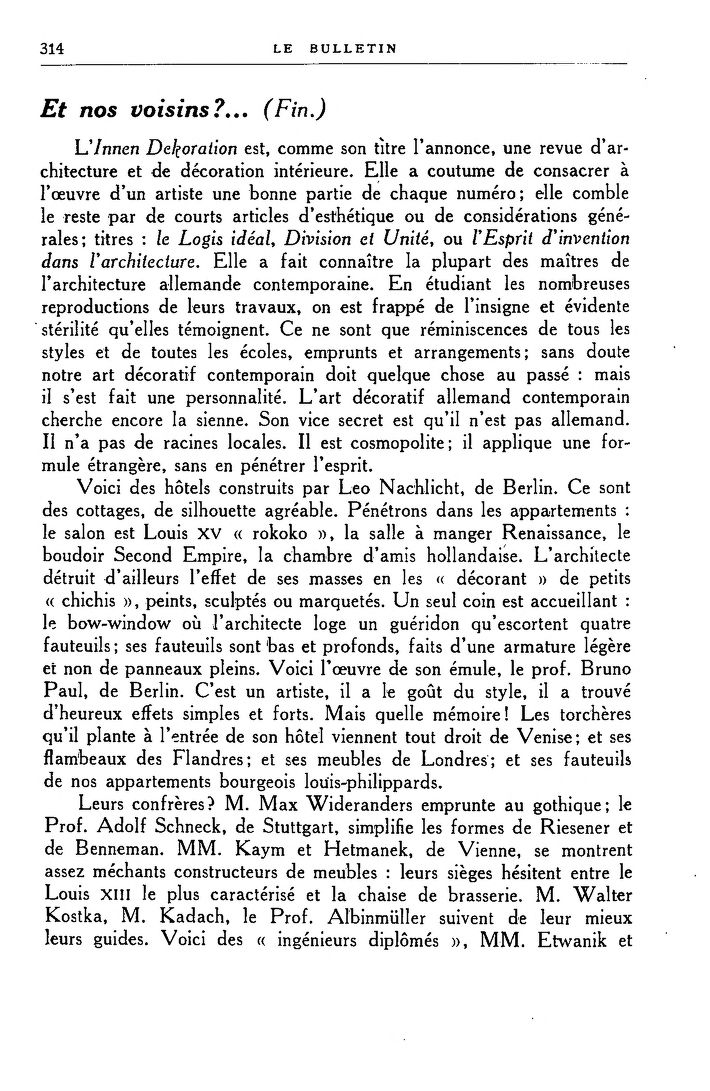 314 LE BULLETIN
Et nos voisins?... (Fin.)
L'Innen Dekoration est, comme son titre l'annonce, une revue d'ar-
chitecture et de décoration intérieure. Elle a coutume de consacrer à
l'œuvre d'un artiste une bonne partie de chaque numéro; elle comble
le reste par de courts articles d'esthétique ou de considérations géné-
rales; titres : le Logis idéal, Division et Unité, ou l'Esprit d'invention
dans l'architecture. Elle a fait connaître la plupart des maîtres de
l'architecture allemande contemporaine. En étudiant les nombreuses
reproductions de leurs travaux, on est frappé de l'insigne et évidente
stérilité qu'elles témoignent. Ce ne sont que réminiscences de tous les
styles et de toutes les écoles, emprunts et arrangements; sans doute
notre art décoratif contemporain doit quelque chose au passé : mais
il s'est fait une personnalité. L'art décoratif allemand contemporain
cherche encore la sienne. Son vice secret est qu'il n'est pas allemand.
Il n'a pas de racines locales. Il est cosmopolite; il applique une for-
mule étrangère, sans en pénétrer l'esprit.
Voici des hôtels construits par Leo Nachlicht, de Berlin. Ce sont
des cottages, de silhouette agréable. Pénétrons dans les appartements :
le salon est Louis XV « rokoko », la salle à manger Renaissance, le
boudoir Second Empire, la chambre d'amis hollandaise. L'architecte
détruit d'ailleurs l'effet de ses masses en les « décorant » de petits
« chichis », peints, sculptés ou marquetés. Un seul coin est accueillant :
le bow-window où l'architecte loge un guéridon qu'escortent quatre
fauteuils; ses fauteuils sont bas et profonds, faits d'une armature légère
et non de panneaux pleins. Voici l'œuvre de son émule, le prof. Bruno
Paul, de Berlin. C'est un artiste, il a le goût du style, il a trouvé
d'heureux effets simples et forts. Mais quelle mémoire! Les torchères
qu'il plante à l'entrée de son hôtel viennent tout droit de Venise; et ses
flambeaux des Flandres; et ses meubles de Londres; et ses fauteuils
de nos appartements bourgeois louis-philippards.
Leurs confrères? M. Max Wideranders emprunte au gothique; le
Prof. Adolf Schneck, de Stuttgart, simplifie les formes de Riesener et
de Benneman. MM. Kaym et Hetmanek, de Vienne, se montrent
assez méchants constructeurs de meubles : leurs sièges hésitent entre le
Louis XIII le plus caractérisé et la chaise de brasserie. M. Walter
Kostka, M. Kadach, le Prof. Albinmüller suivent de leur mieux
leurs guides. Voici des « ingénieurs diplômés », MM. Etwanik et